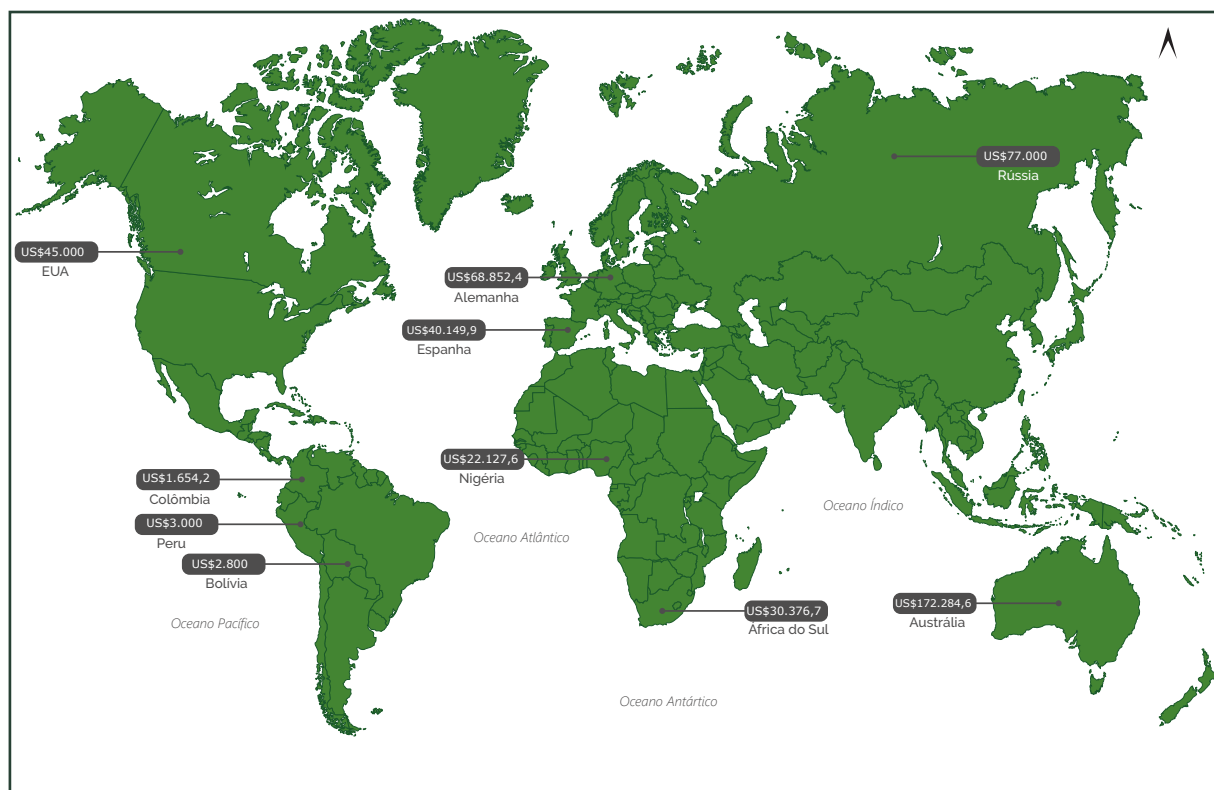 US$77.000
Rússia
US$45.000
EUA
US$68.852,4
Alemanha
US$40.149,9
Espanha
US$22.127,6
Nigéria
US$1.654,2
Colômbia
US$3.000
Peru
US$2.800
Bolívia
Oceano Índico
Oceano Atlântico
US$30.376,7
África do Sul
US$172.284,6
Austrália
Oceano Pacífico
Oceano Antártico